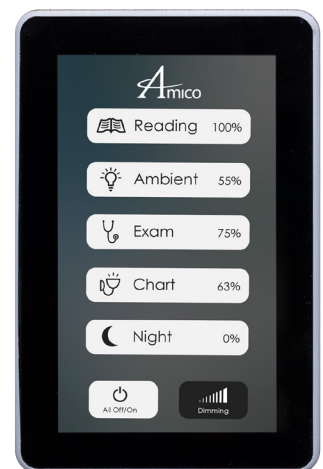 Amico
Reading 100%
Ambient 55%
Exam 75%
Chart 63%
Night 0%
All Off/On Dimming